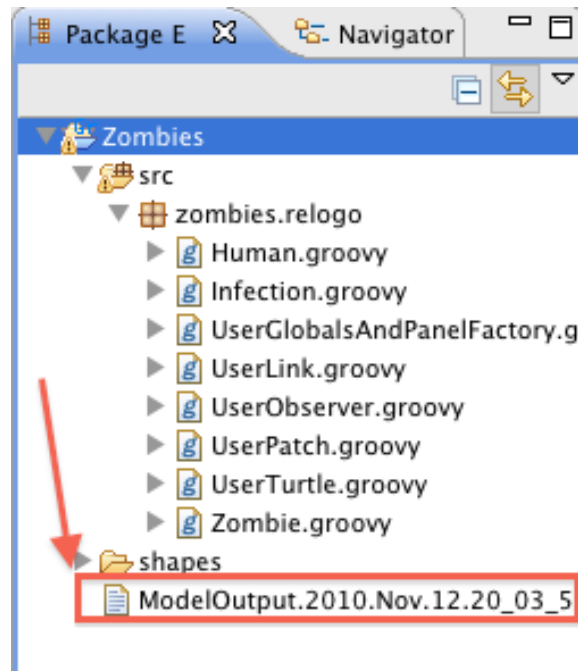 Package E Navigator
Zombies
src
zombies.relogo
Human.groovy
Infection.groovy
UserGlobalsAndPanelFactory.g
UserLink.groovy
UserObserver.groovy
UserPatch.groovy
UserTurtle.groovy
Zombie.groovy
shapes
ModelOutput.2010.Nov.12.20_03_5